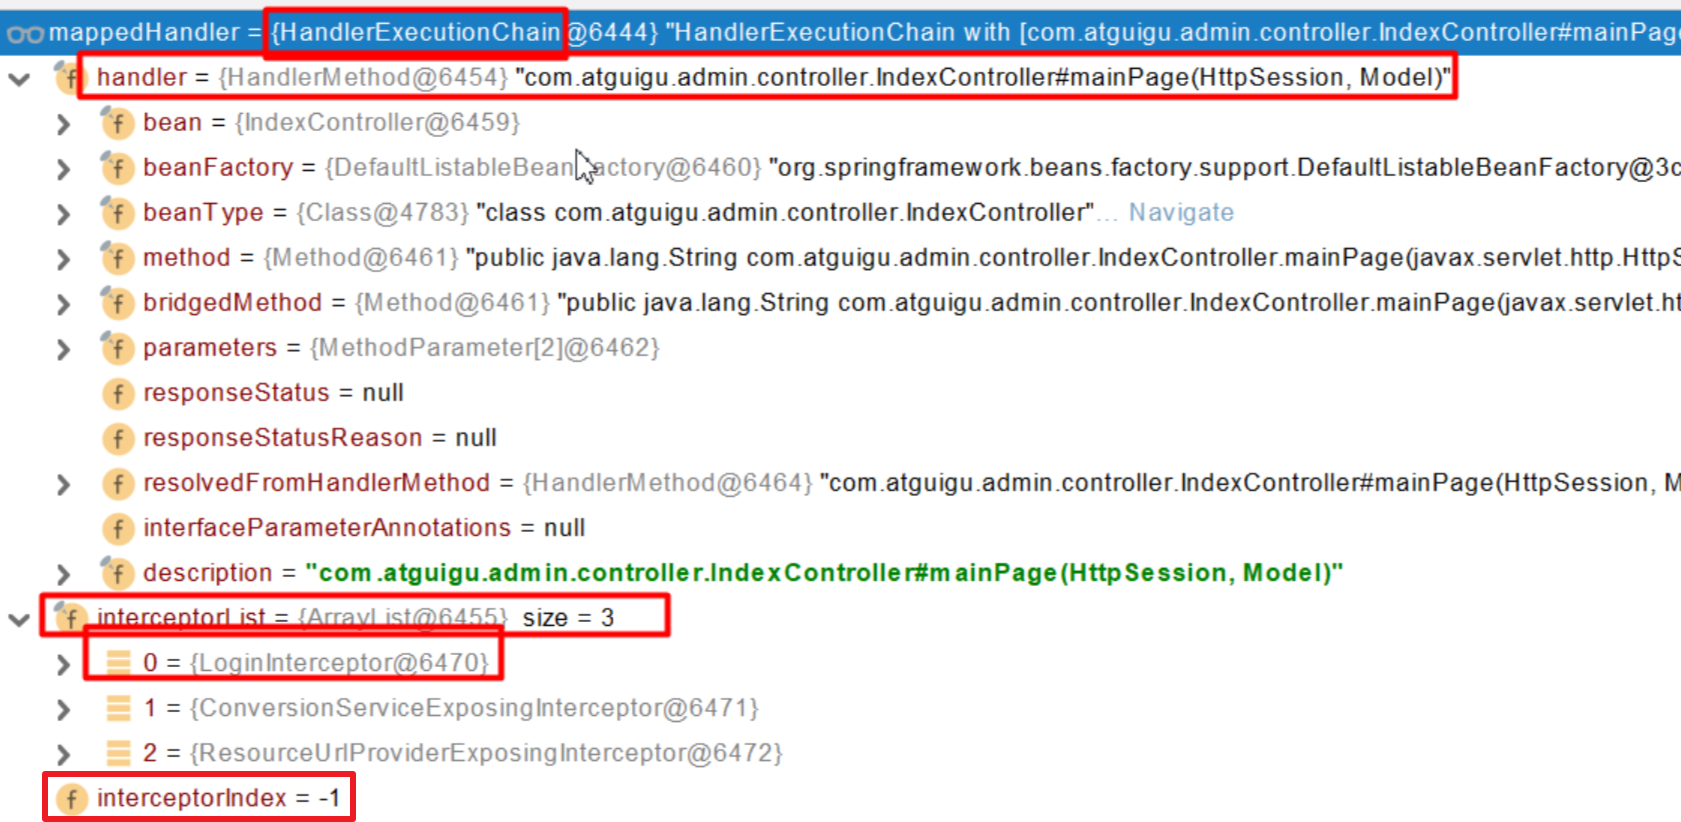 mappedHandler = {HandlerExecutionChain@6444} "HandlerExecutionChain with [com.atguigu.admin.controller.IndexController#mainPag
f handler = {HandlerMethod@6454} "com.atguigu.admin.controller.IndexController#mainPage(HttpSession, Model)"
f bean = {IndexController@6459}
f beanFactory = {DefaultListableBeanFactory@6460} "org.springframework.beans.factory.support.DefaultListableBeanFactory@3c
f beanType = {Class@4783} "class com.atguigu.admin.controller.IndexController"... Navigate
f method = {Method@6461} "public java.lang.String com.atguigu.admin.controller.IndexController.mainPage(javax.servlet.http.HttpS
f bridgedMethod = {Method@6461} "public java.lang.String com.atguigu.admin.controller.IndexController.mainPage(javax.servlet.ht
f parameters = {MethodParameter[2]@6462}
f responseStatus = null
f responseStatusReason = null
f resolvedFromHandlerMethod = {HandlerMethod@6464} "com.atguigu.admin.controller.IndexController#mainPage(HttpSession, M
f interfaceParameterAnnotations = null
f description = "com.atguigu.admin.controller.IndexController#mainPage(HttpSession, Model)"
f interceptorList = {ArrayList@6455} size = 3
0 = {LoginInterceptor@6470}
1 = {ConversionServiceExposingInterceptor@6471}
2 = {ResourceUrlProviderExposingInterceptor@6472}
f interceptorIndex = -1